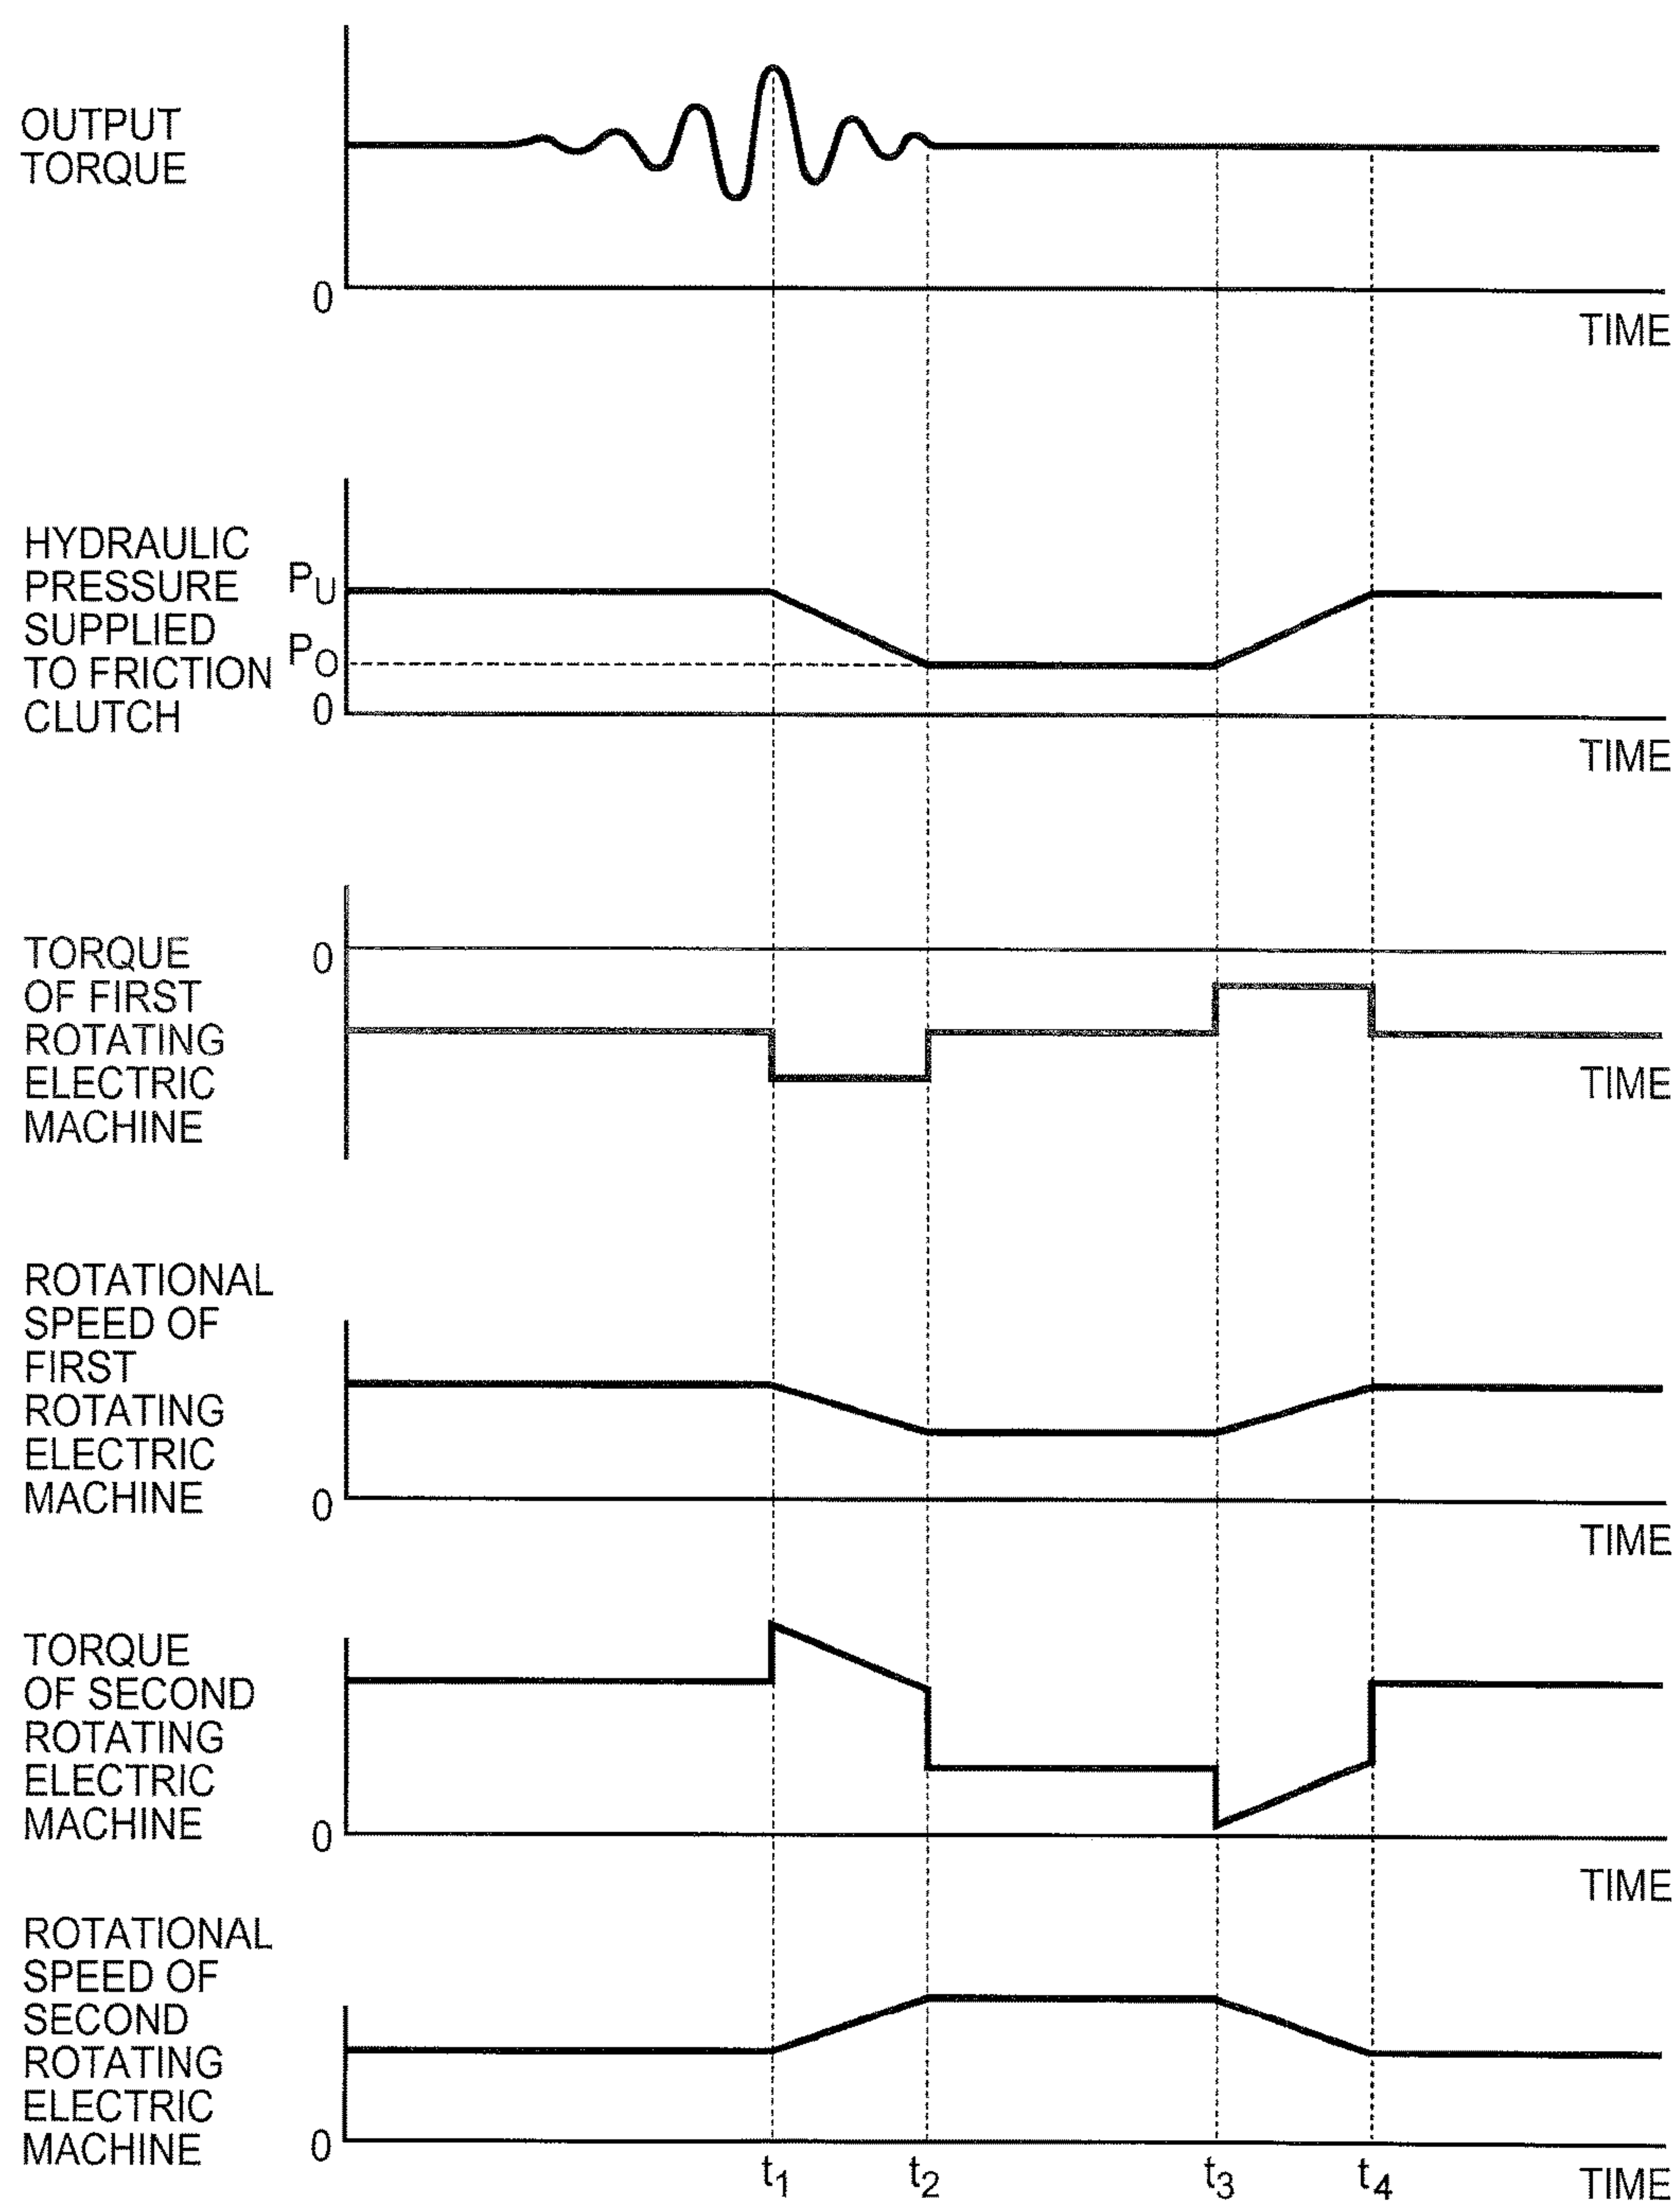 OUTPUT
TORQUE
0
TIME
HYDRAULIC
PRESSURE
SUPPLIED
TO FRICTION
CLUTCH
PU
PO
0
TIME
TORQUE
OF FIRST
ROTATING
ELECTRIC
MACHINE
0
TIME
ROTATIONAL
SPEED OF
FIRST
ROTATING
ELECTRIC
MACHINE
0
TIME
TORQUE
OF SECOND
ROTATING
ELECTRIC
MACHINE
0
TIME
ROTATIONAL
SPEED OF
SECOND
ROTATING
ELECTRIC
MACHINE
0
t1 t2 t3 t4 TIME